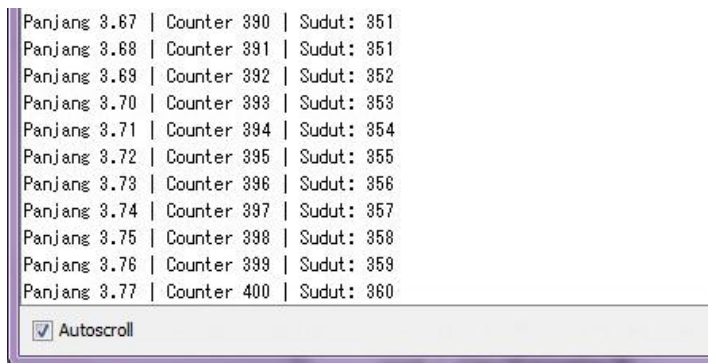 Panjang 3.67 | Counter 390 | Sudut: 351
Panjang 3.68 | Counter 391 | Sudut: 351
Panjang 3.69 | Counter 392 | Sudut: 352
Panjang 3.70 | Counter 393 | Sudut: 353
Panjang 3.71 | Counter 394 | Sudut: 354
Panjang 3.72 | Counter 395 | Sudut: 355
Panjang 3.73 | Counter 396 | Sudut: 356
Panjang 3.74 | Counter 397 | Sudut: 357
Panjang 3.75 | Counter 398 | Sudut: 358
Panjang 3.76 | Counter 399 | Sudut: 359
Panjang 3.77 | Counter 400 | Sudut: 360
Autoscroll